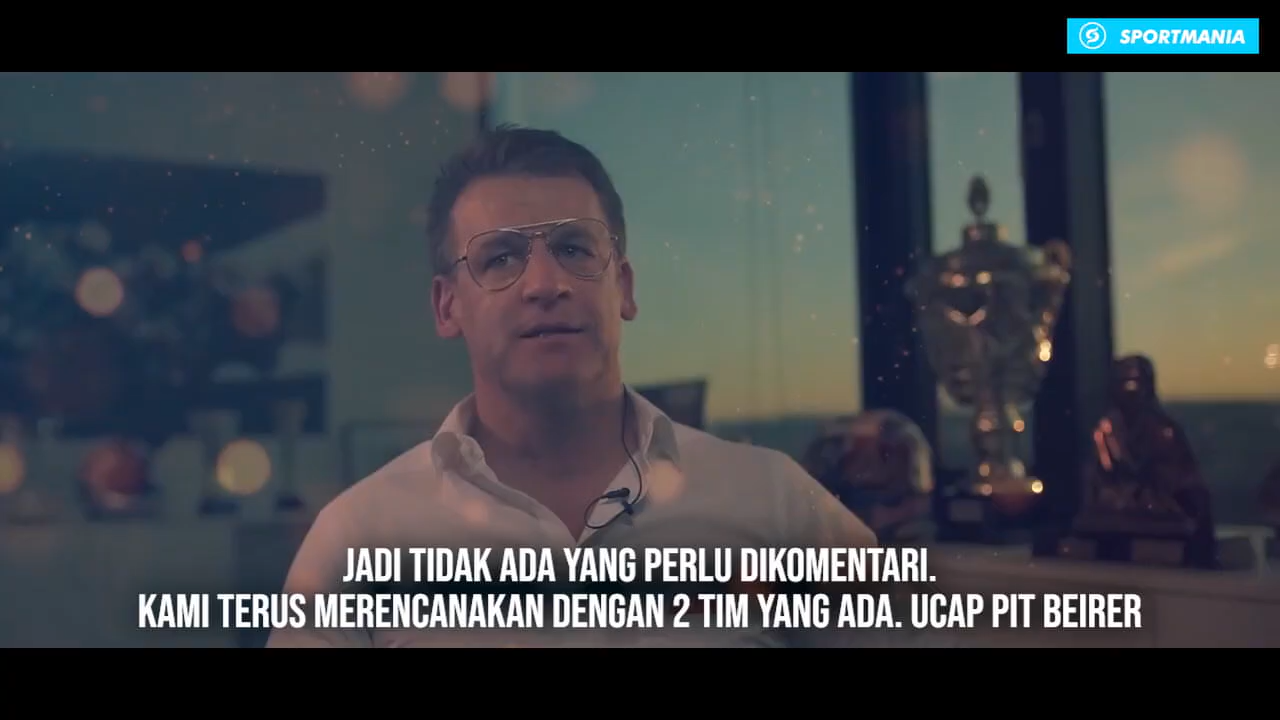 SPORTMANIA
JADI TIDAK ADA YANG PERLU DIKOMENTARI.
KAMI TERUS MERENCANAKAN DENGAN 2 TIM YANG ADA. UCAP PIT BEIRER